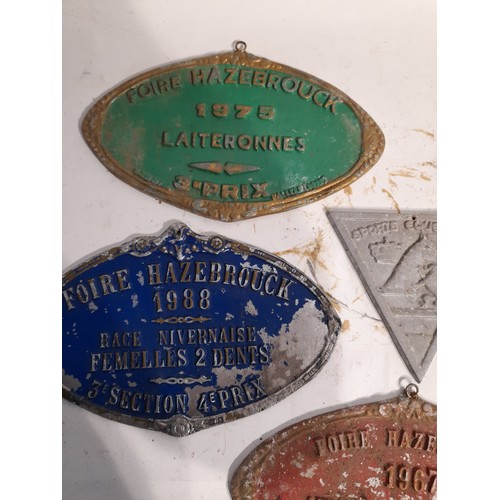 FOIRE HAZEBROUCK
1975
LAITERONNES
3E PRIX
FOIRE HAZEBROUCK
1988
RACE NIVERNAISE
FEMELLES 2 DENTS
3E SECTION 4E PRIX
FOIRE HAZE
1967